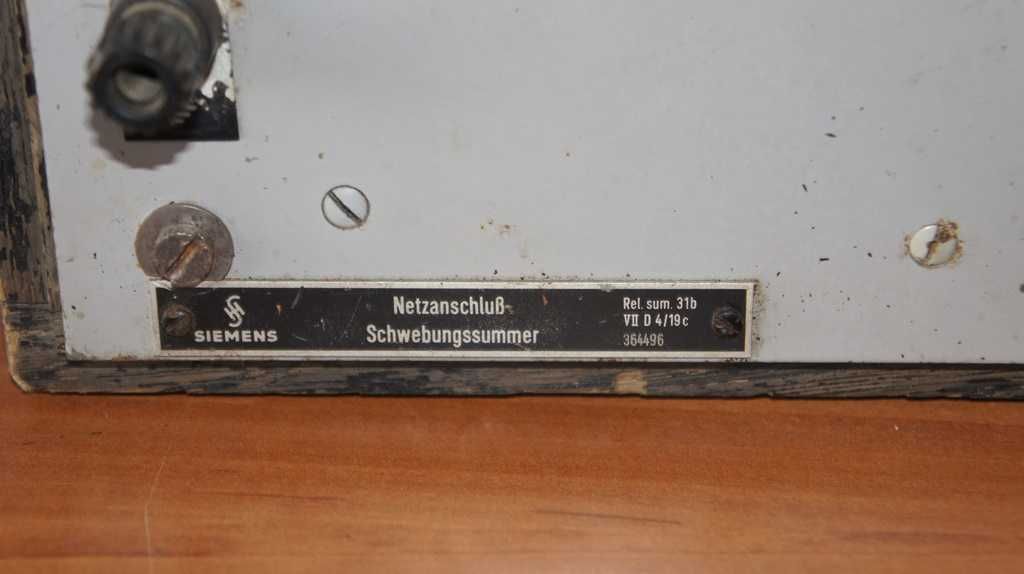 SIEMENS
Netzanschluß-
Schwebungssummer
Rel. sum. 31b
VII D 4/19c
364496